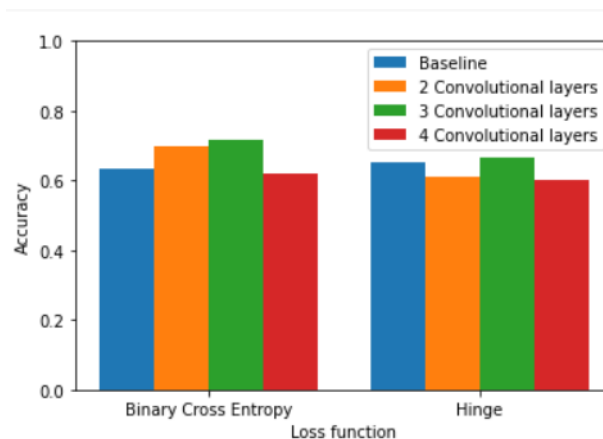 1.0
0.8
0.6
0.4
0.2
0.0
Accuracy
Baseline
2 Convolutional layers
3 Convolutional layers
4 Convolutional layers
Binary Cross Entropy
Hinge
Loss function